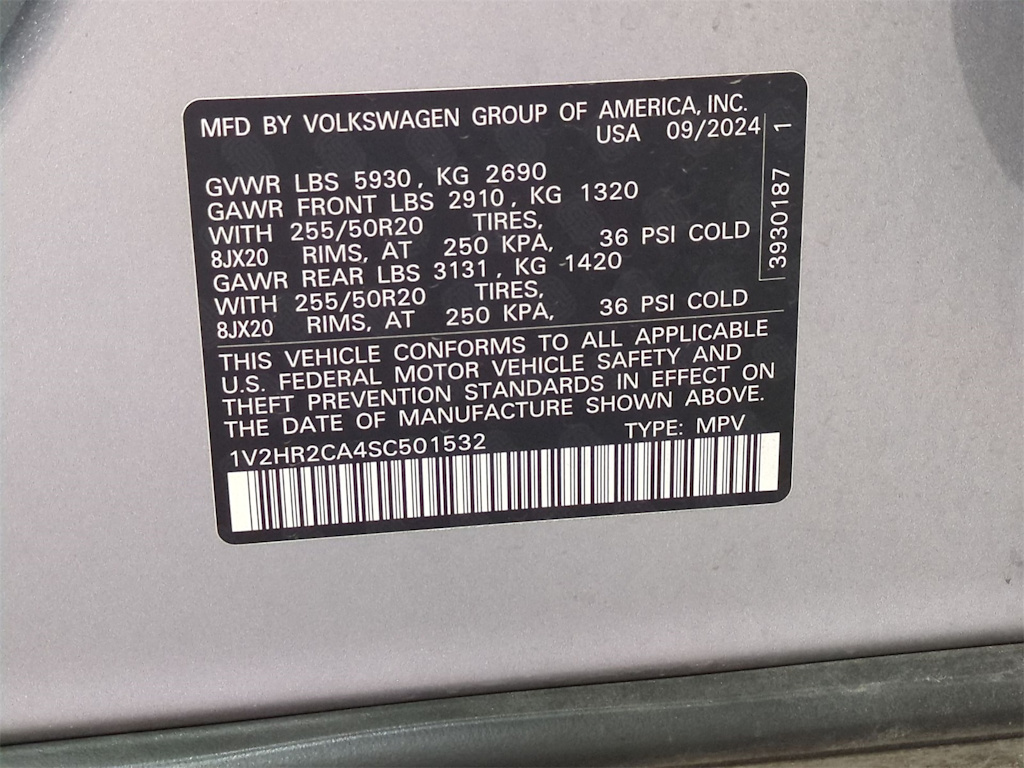 MFD BY VOLKSWAGEN GROUP OF AMERICA, INC.
USA 09/2024
GVWR LBS 5930, KG 2690
GAWR FRONT LBS 2910, KG 1320
WITH 255/50R20 TIRES,
8JX20 RIMS, AT 250 KPA, 36 PSI COLD
GAWR REAR LBS 3131, KG 1420
WITH 255/50R20 TIRES,
8JX20 RIMS, AT 250 KPA, 36 PSI COLD
THIS VEHICLE CONFORMS TO ALL APPLICABLE
U.S. FEDERAL MOTOR VEHICLE SAFETY AND
THEFT PREVENTION STANDARDS IN EFFECT ON
THE DATE OF MANUFACTURE SHOWN ABOVE.
1V2HR2CA4SC501532 TYPE: MPV
3930187 1